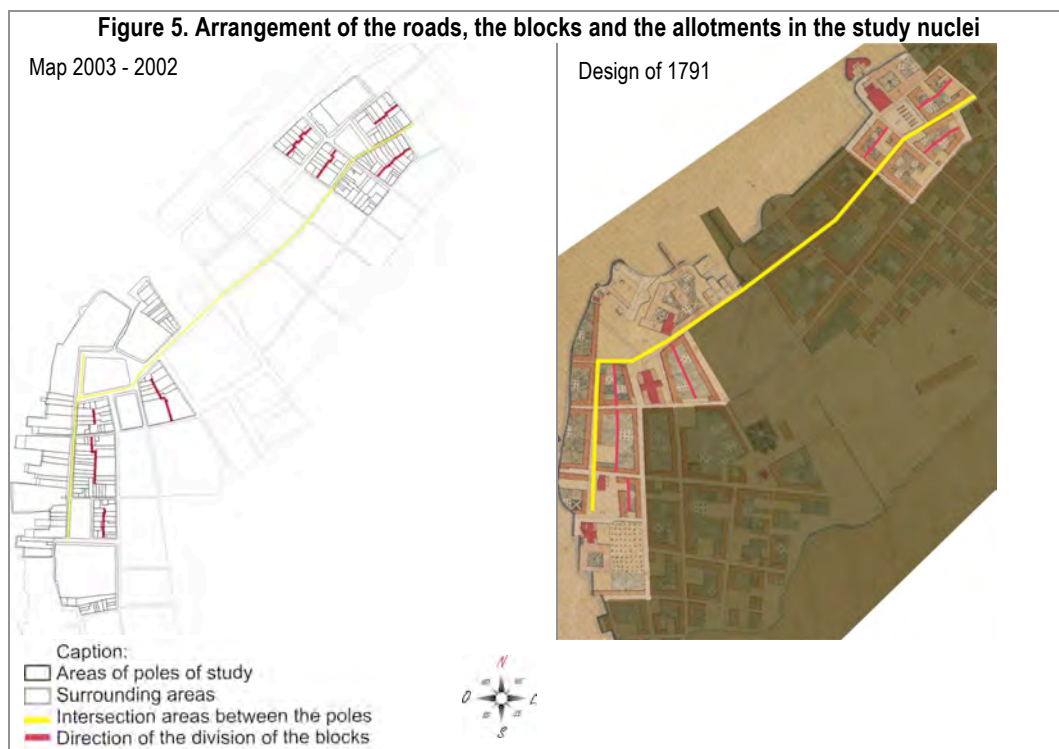 Figure 5. Arrangement of the roads, the blocks and the allotments in the study nuclei
Map 2003 - 2002
Design of 1791
Caption:
Areas of poles of study
Surrounding areas
Intersection areas between the poles
Direction of the division of the blocks
N
O
S